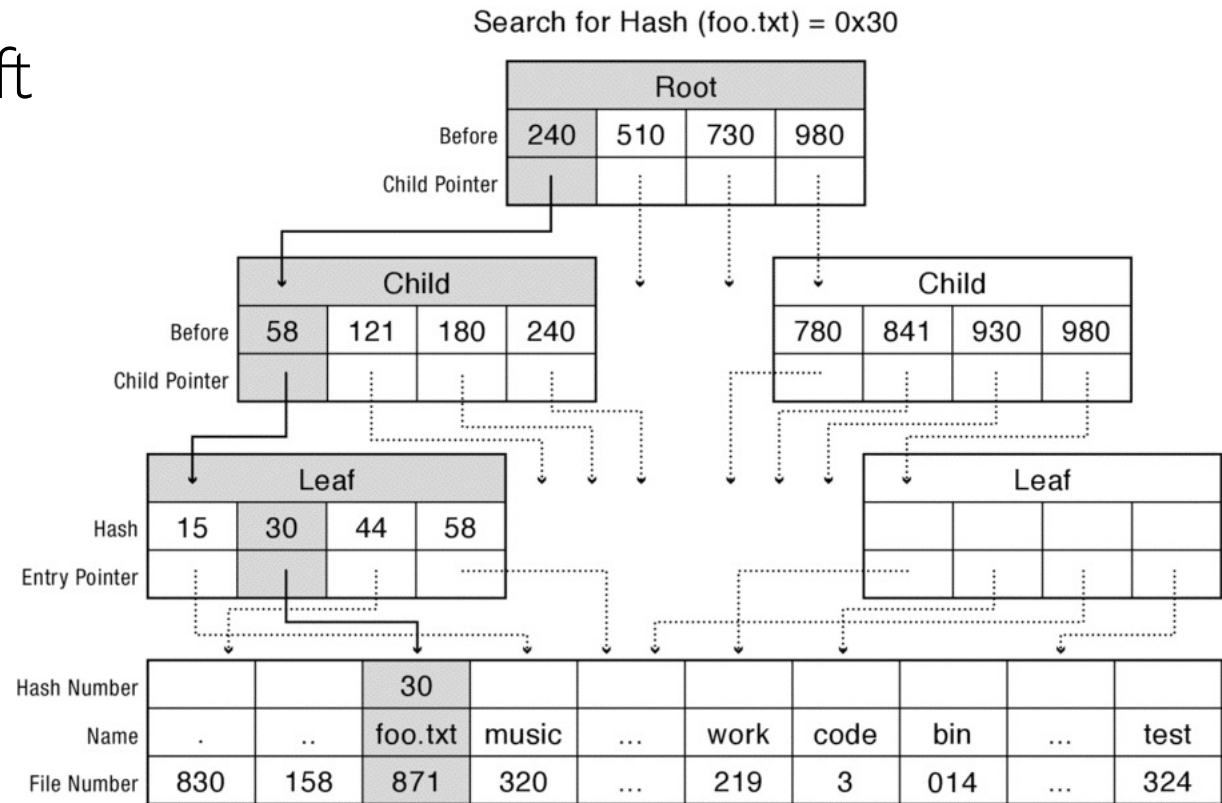 Search for Hash (foo.txt) = 0x30
ft
Root
Before 240 510 730 980
Child Pointer
Child Child
Before 58 121 180 240 780 841 930 980
Child Pointer
Leaf Leaf
Hash 15 30 44 58
Entry Pointer
Hash Number 30
Name . .. foo.txt music ... work code bin ... test
File Number 830 158 871 320 ... 219 3 014 ... 324